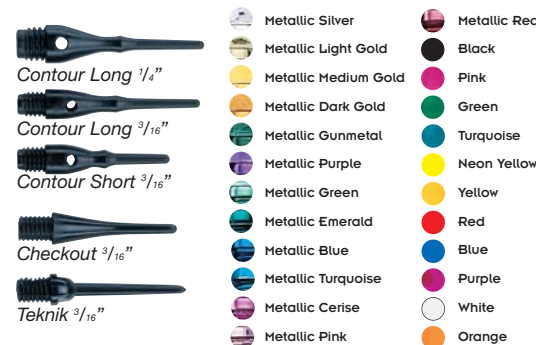 Contour Long 1/4”
Contour Long 3/16”
Contour Short 3/16”
Checkout 3/16”
Teknik 3/16”
Metallic Silver
Metallic Light Gold
Metallic Medium Gold
Metallic Dark Gold
Metallic Gunmetal
Metallic Purple
Metallic Green
Metallic Emerald
Metallic Blue
Metallic Turquoise
Metallic Cerise
Metallic Pink
Metallic Red
Black
Pink
Green
Turquoise
Neon Yellow
Yellow
Red
Blue
Purple
White
Orange